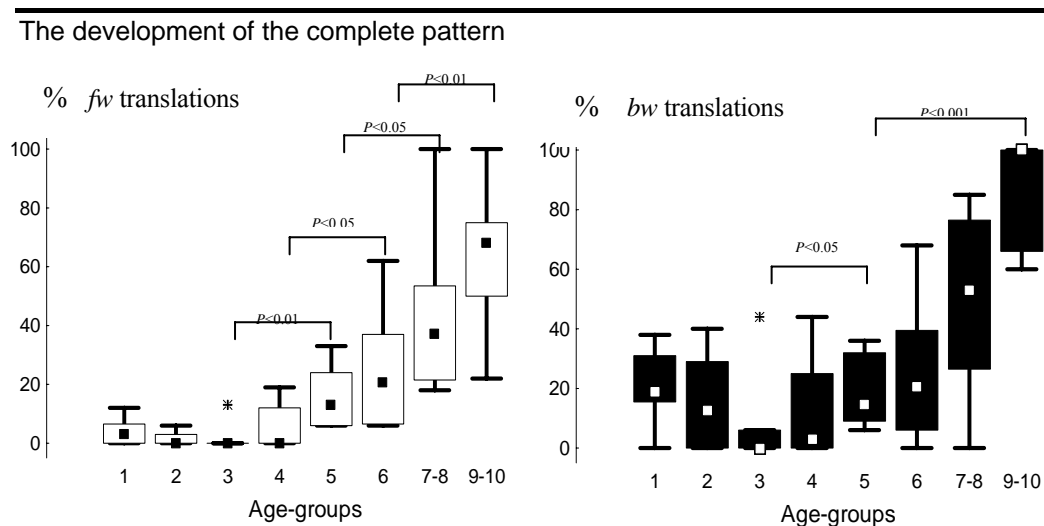 The development of the complete pattern
% fw translations
P<0.01
P<0.05
P<0.05
P<0.01
100
80
60
40
20
0
1 2 3 4 5 6 7-8 9-10
Age-groups
% bw translations
P<0.001
P<0.05
100
80
60
40
20
0
1 2 3 4 5 6 7-8 9-10
Age-groups